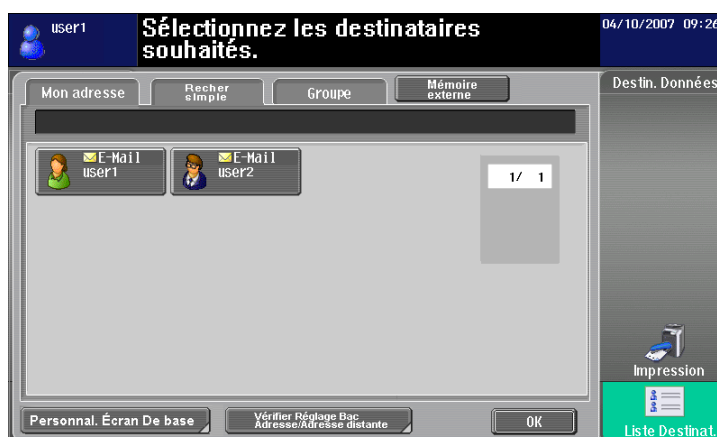 user1
Sélectionnez les destinataires
souhaités.
04/10/2007 09:26
Mon adresse
Recher
simple
Groupe
Mémoire
externe
Destin. Données
E-Mail
user1
E-Mail
user2
1/ 1
Impression
Personnal. Écran De base
Vérifier Réglage Bac
Adresse/Adresse distante
OK
Liste Destinat.